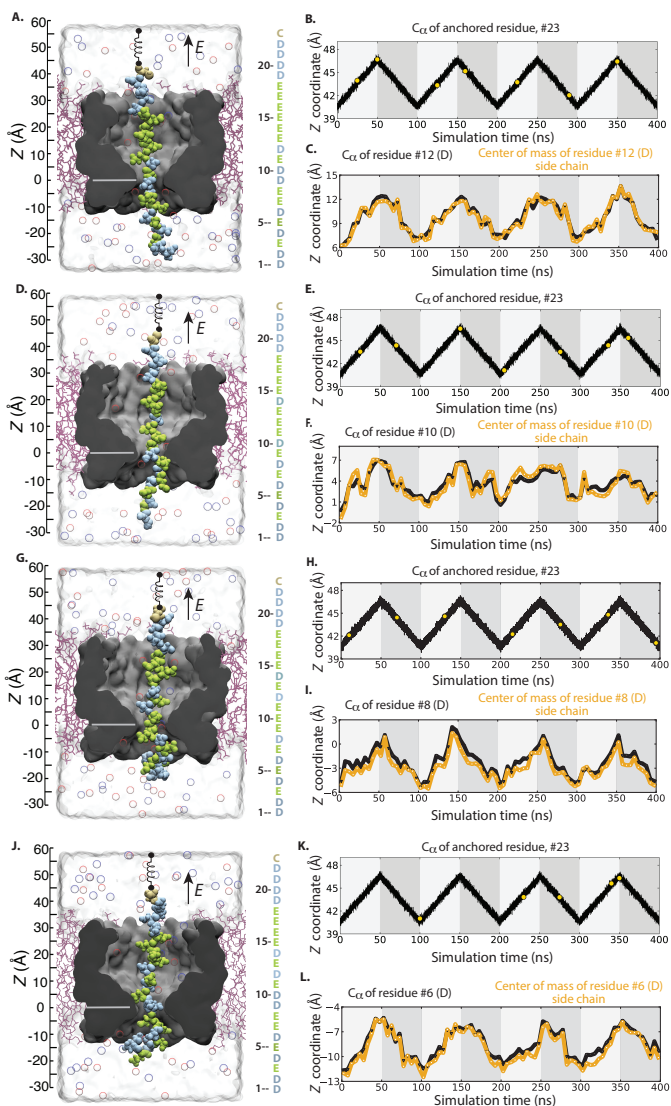 A.
Z (Å)
60
50
40
30
20
10
0
-10
-20
-30
E
20-
15-
10-
5--
1--
B.
Cα of anchored residue, #23
Z coordinate (Å)
48
45
42
39
0 50 100 150 200 250 300 350 400
Simulation time (ns)
C.
Cα of residue #12 (D)
Center of mass of residue #12 (D)
side chain
Z coordinate (Å)
15
12
9
6
0 50 100 150 200 250 300 350 400
Simulation time (ns)
D.
Z (Å)
60
50
40
30
20
10
0
-10
-20
-30
E
20-
15-
10-
5--
1--
E.
Cα of anchored residue, #23
Z coordinate (Å)
48
45
42
39
0 50 100 150 200 250 300 350 400
Simulation time (ns)
F.
Cα of residue #10 (D)
Center of mass of residue #10 (D)
side chain
Z coordinate (Å)
7
4
1
−2
0 50 100 150 200 250 300 350 400
Simulation time (ns)
G.
Z (Å)
60
50
40
30
20
10
0
-10
-20
-30
E
20-
15-
10-
5--
1--
H.
Cα of anchored residue, #23
Z coordinate (Å)
48
45
42
39
0 50 100 150 200 250 300 350 400
Simulation time (ns)
I.
Cα of residue #8 (D)
Center of mass of residue #8 (D)
side chain
Z coordinate (Å)
3
0
−3
−6
0 50 100 150 200 250 300 350 400
Simulation time (ns)
J.
Z (Å)
60
50
40
30
20
10
0
-10
-20
-30
E
20-
15-
10-
5--
1--
K.
Cα of anchored residue, #23
Z coordinate (Å)
48
45
42
39
0 50 100 150 200 250 300 350 400
Simulation time (ns)
L.
Cα of residue #6 (D)
Center of mass of residue #6 (D)
side chain
Z coordinate (Å)
−4
−7
−10
−13
0 50 100 150 200 250 300 350 400
Simulation time (ns)